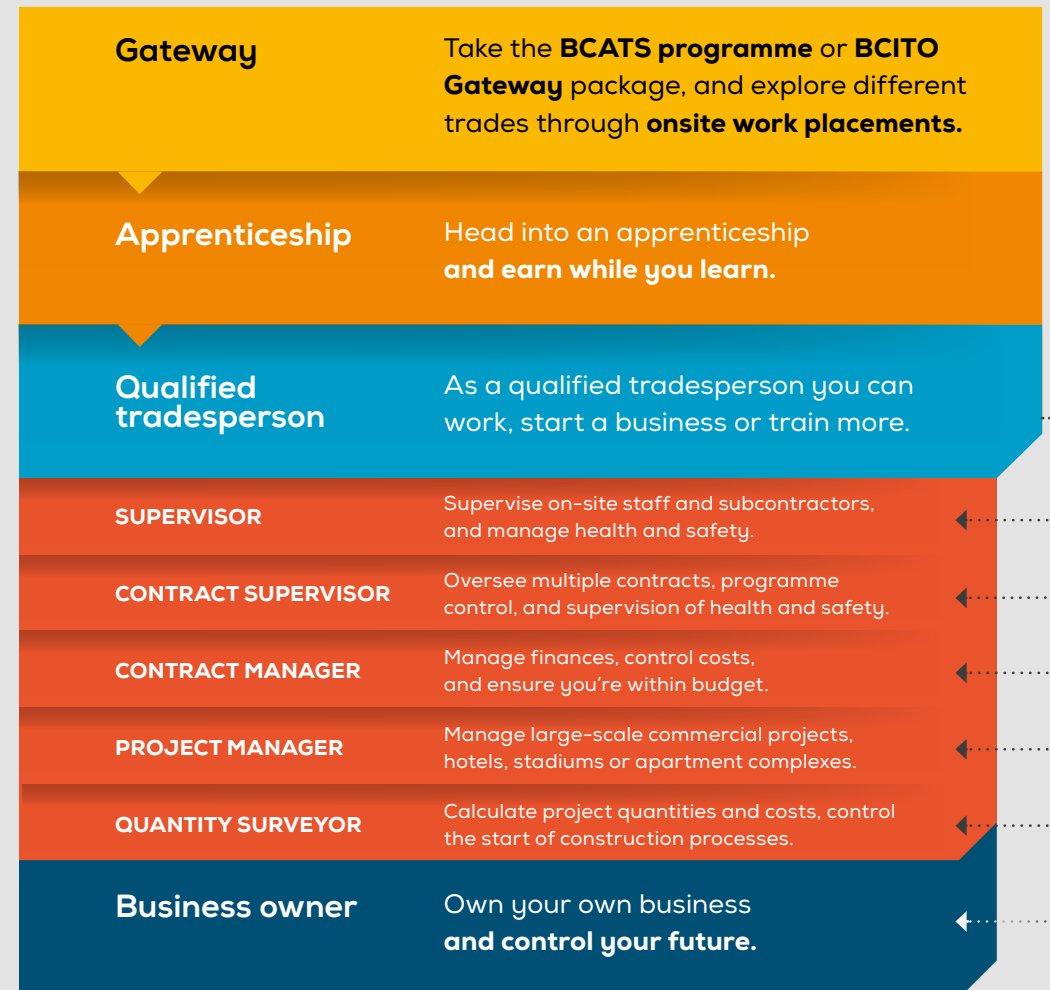 Gateway
Take the BCATS programme or BCITO
Gateway package, and explore different
trades through onsite work placements.
Apprenticeship
Head into an apprenticeship
and earn while you learn.
Qualified
tradesperson
As a qualified tradesperson you can
work, start a business or train more.
SUPERVISOR
Supervise on-site staff and subcontractors,
and manage health and safety.
CONTRACT SUPERVISOR
Oversee multiple contracts, programme
control, and supervision of health and safety.
CONTRACT MANAGER
Manage finances, control costs,
and ensure you’re within budget.
PROJECT MANAGER
Manage large-scale commercial projects,
hotels, stadiums or apartment complexes.
QUANTITY SURVEYOR
Calculate project quantities and costs, control
the start of construction processes.
Business owner
Own your own business
and control your future.